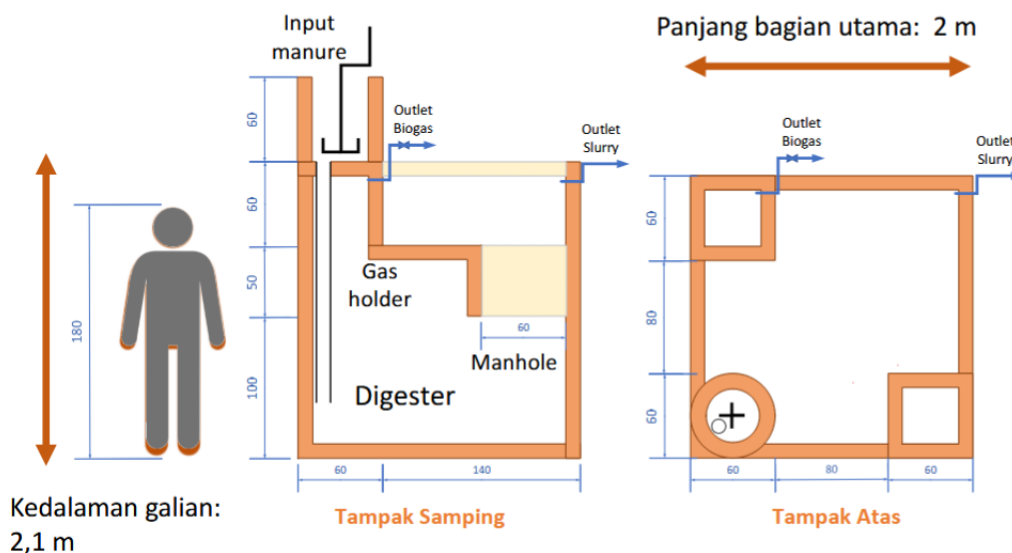 Input
manure
Panjang bagian utama: 2 m
Outlet
Biogas
Outlet
Slurry
Outlet
Biogas
Outlet
Slurry
60
60
50
100
180
Gas
holder
60
Manhole
Digester
60
140
60
80
60
60
80
60
Kedalaman galian:
2,1 m
Tampak Samping
Tampak Atas